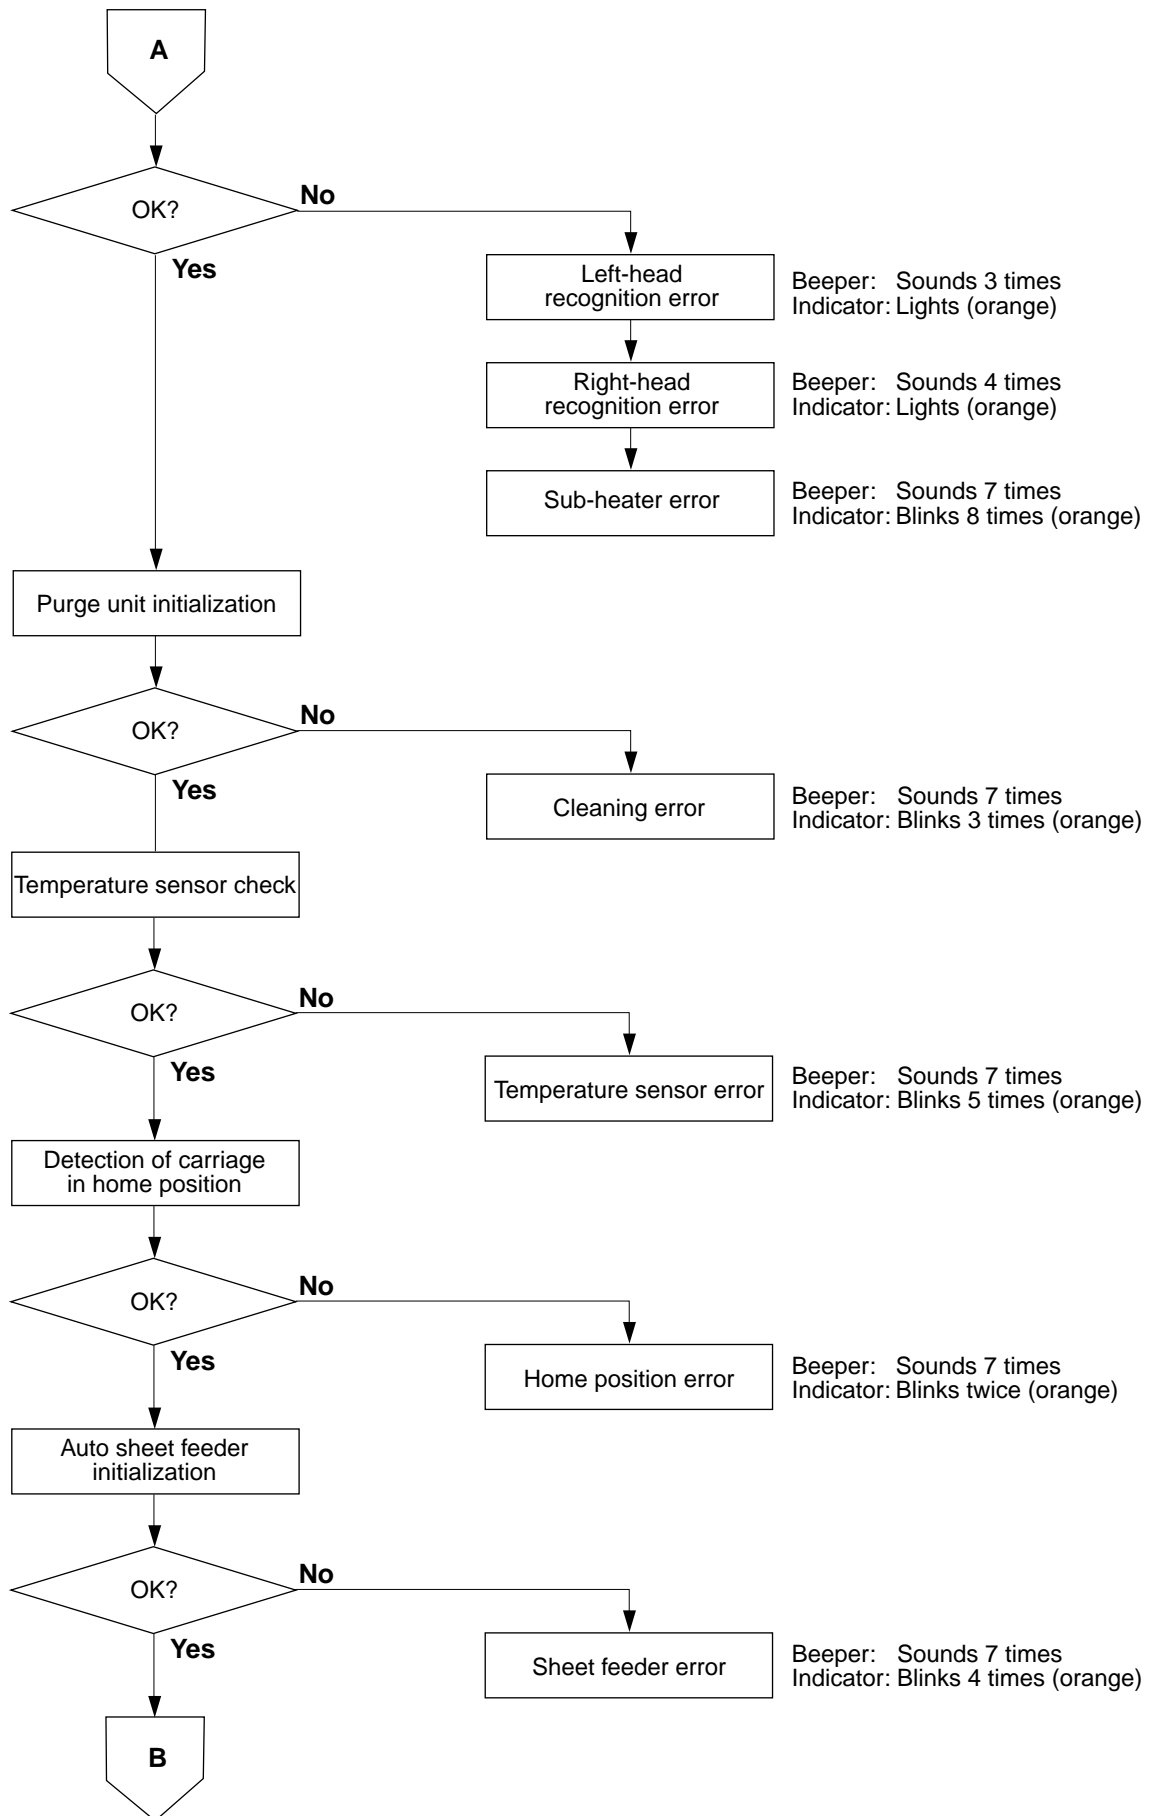 A
OK?
No
Yes
Left-head
recognition error
Beeper: Sounds 3 times
Indicator: Lights (orange)
Right-head
recognition error
Beeper: Sounds 4 times
Indicator: Lights (orange)
Sub-heater error
Beeper: Sounds 7 times
Indicator: Blinks 8 times (orange)
Purge unit initialization
OK?
No
Yes
Cleaning error
Beeper: Sounds 7 times
Indicator: Blinks 3 times (orange)
Temperature sensor check
OK?
No
Yes
Temperature sensor error
Beeper: Sounds 7 times
Indicator: Blinks 5 times (orange)
Detection of carriage
in home position
OK?
No
Yes
Home position error
Beeper: Sounds 7 times
Indicator: Blinks twice (orange)
Auto sheet feeder
initialization
OK?
No
Yes
Sheet feeder error
Beeper: Sounds 7 times
Indicator: Blinks 4 times (orange)
B